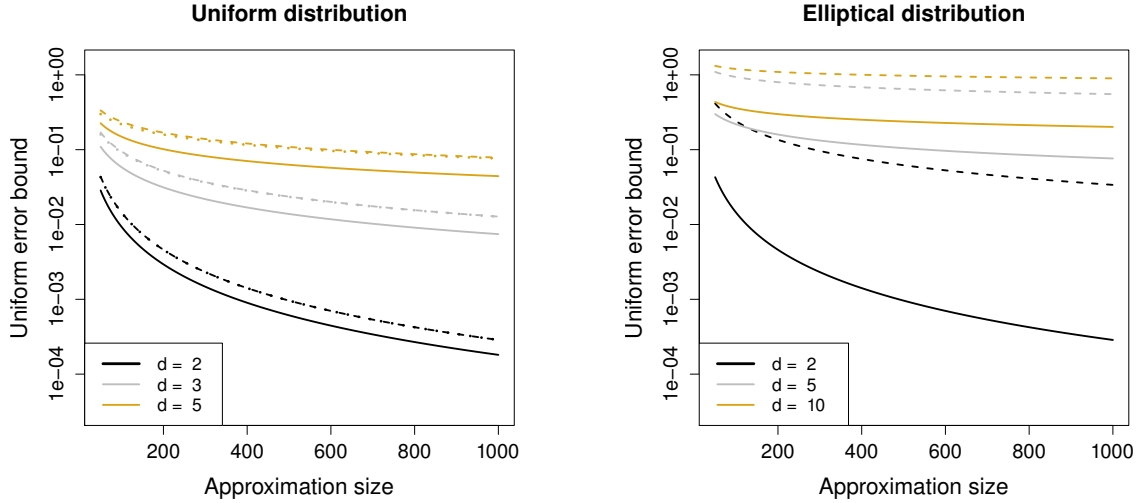 Uniform distribution
Uniform error bound
1e+00
1e-01
1e-02
1e-03
1e-04
d = 2
d = 3
d = 5
200
400
600
800
1000
Approximation size
Elliptical distribution
Uniform error bound
1e+00
1e-01
1e-02
1e-03
1e-04
d = 2
d = 5
d = 10
200
400
600
800
1000
Approximation size